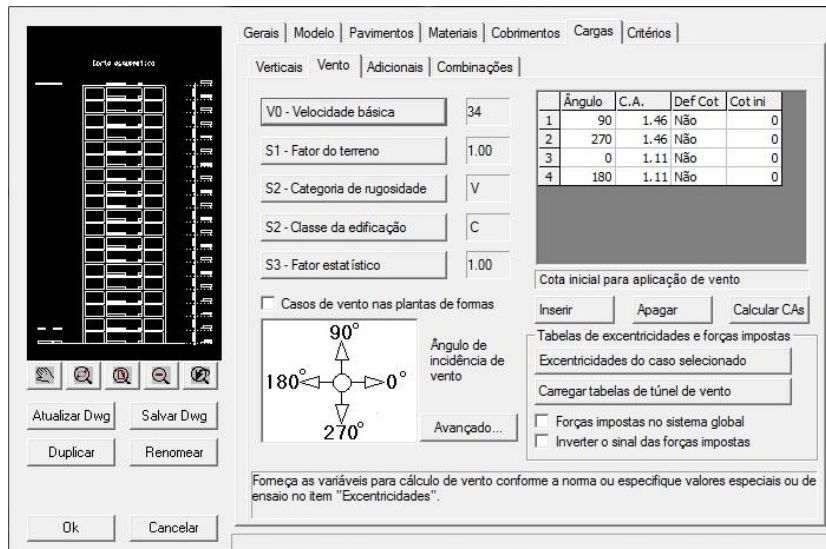 Gerais Modelo Pavimentos Materiais Cobrimentos Cargas Critérios
Verticais Vento Adicionais Combinações
Corte esquemático
V0 - Velocidade básica 34
S1 - Fator do terreno 1.00
S2 - Categoria de rugosidade V
S2 - Classe da edificação C
S3 - Fator estatístico 1.00
Casos de vento nas plantas de formas
90°
180° 0°
270°
Ângulo de
incidência de
vento
Avançado...
Ângulo C.A. Def Cot Cot ini
1 90 1.46 Não 0
2 270 1.46 Não 0
3 0 1.11 Não 0
4 180 1.11 Não 0
Cota inicial para aplicação de vento
Inserir Apagar Calcular CAs
Tabelas de excentricidades e forças impostas
Excentricidades do caso selecionado
Carregar tabelas de túnel de vento
Forças impostas no sistema global
Inverter o sinal das forças impostas
Atualizar Dwg Salvar Dwg
Duplicar Renomear
Forneça as variáveis para cálculo de vento conforme a norma ou especifique valores especiais ou de
ensaio no item "Excentricidades".
Ok Cancelar